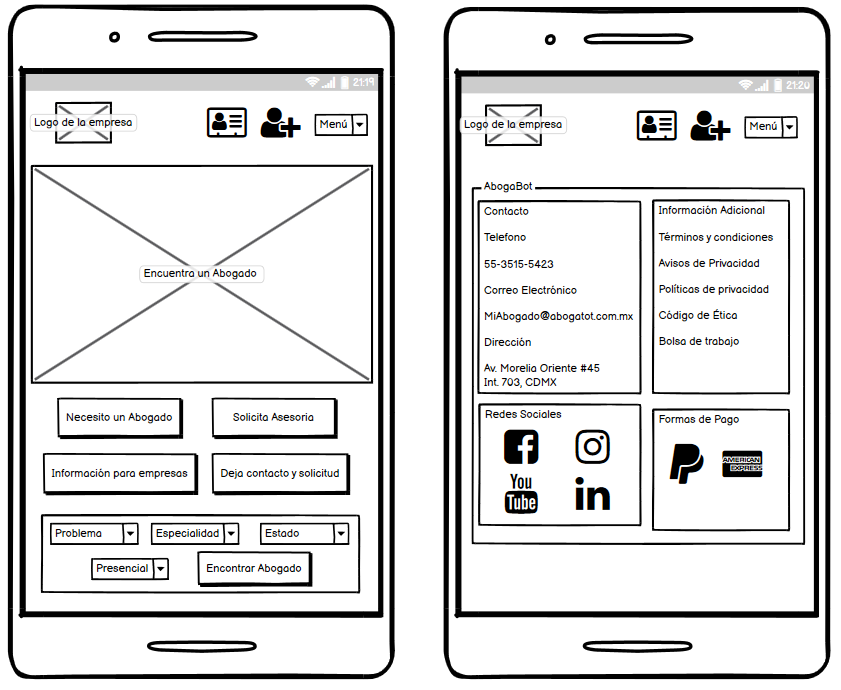 21:19
Logo de la empresa
Menú
Encuentra un Abogado
Necesito un Abogado
Solicita Asesoria
Información para empresas
Deja contacto y solicitud
Problema
Especialidad
Estado
Presencial
Encontrar Abogado
21:20
Logo de la empresa
Menú
AbogaBot
Contacto
Telefono
55-3515-5423
Correo Electrònico
MiAbogado@abogatot.com.mx
Dirección
Av. Morelia Oriente #45
Int. 703, CDMX
Información Adicional
Términos y condiciones
Avisos de Privacidad
Políticas de privacidad
Código de Ética
Bolsa de trabajo
Redes Sociales
You
Tube
in
Formas de Pago
AMERICAN
EXPRESS